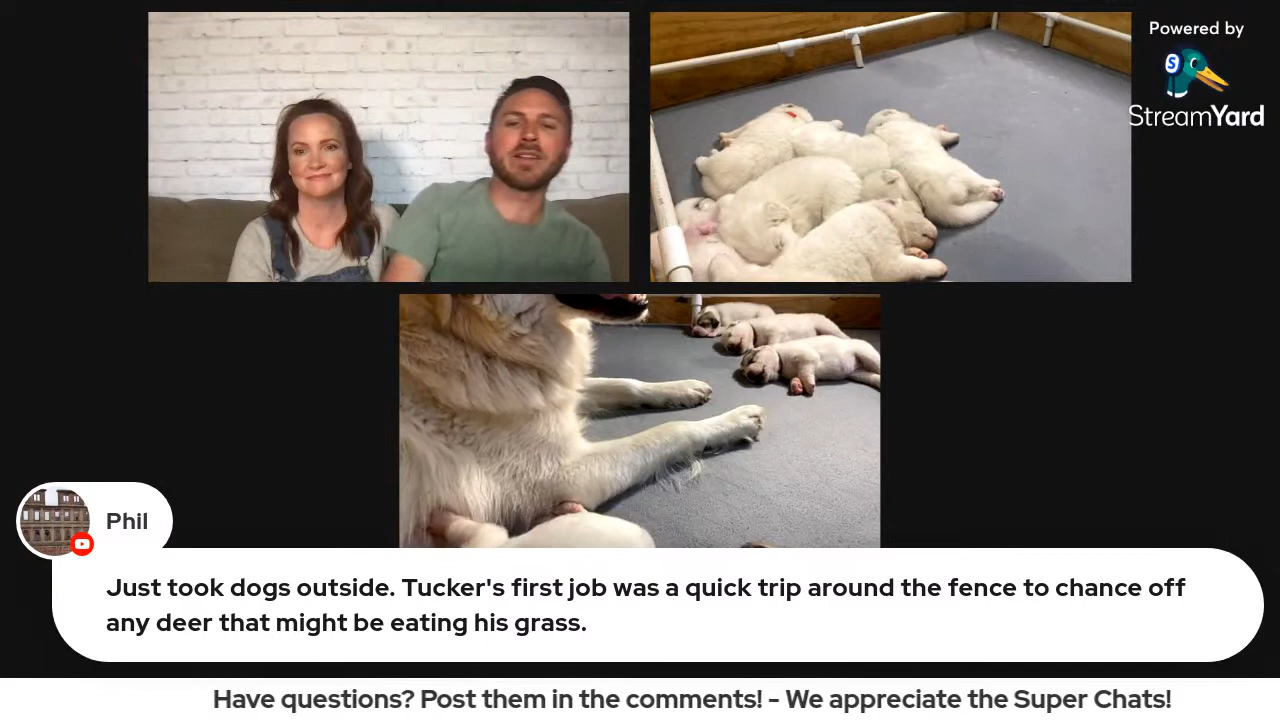 Powered by
S
StreamYard
Phil
Just took dogs outside. Tucker's first job was a quick trip around the fence to chance off
any deer that might be eating his grass.
Have questions? Post them in the comments! - We appreciate the Super Chats!